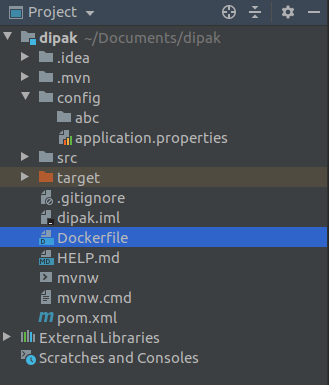 Project
dipak ~/Documents/dipak
.idea
.mvn
config
abc
application.properties
src
target
.gitignore
dipak.iml
Dockerfile
HELP.md
mvnw
mvnw.cmd
pom.xml
External Libraries
Scratches and Consoles